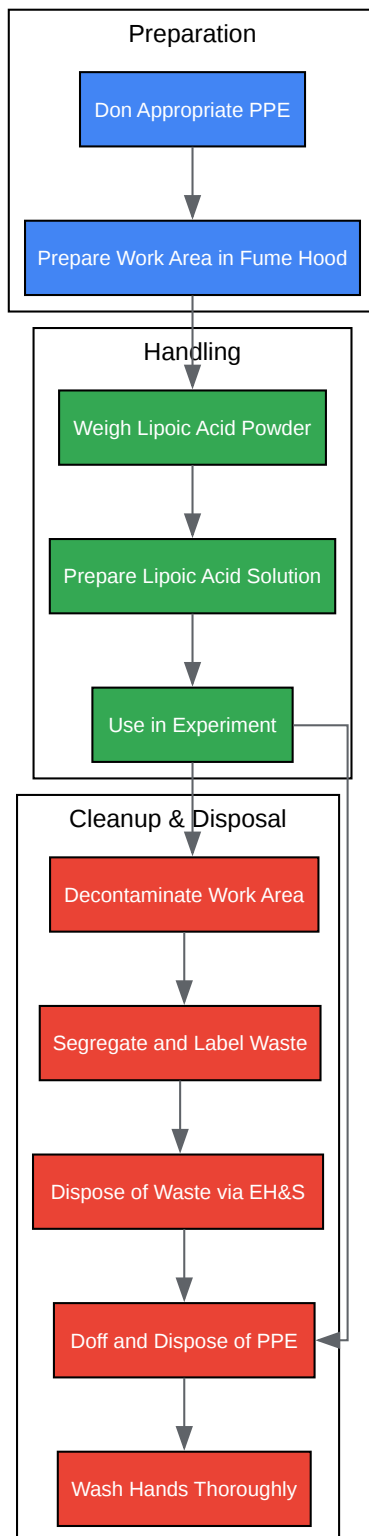 Preparation
Don Appropriate PPE
Prepare Work Area in Fume Hood
Handling
Weigh Lipoic Acid Powder
Prepare Lipoic Acid Solution
Use in Experiment
Cleanup & Disposal
Decontaminate Work Area
Segregate and Label Waste
Dispose of Waste via EH&S
Doff and Dispose of PPE
Wash Hands Thoroughly